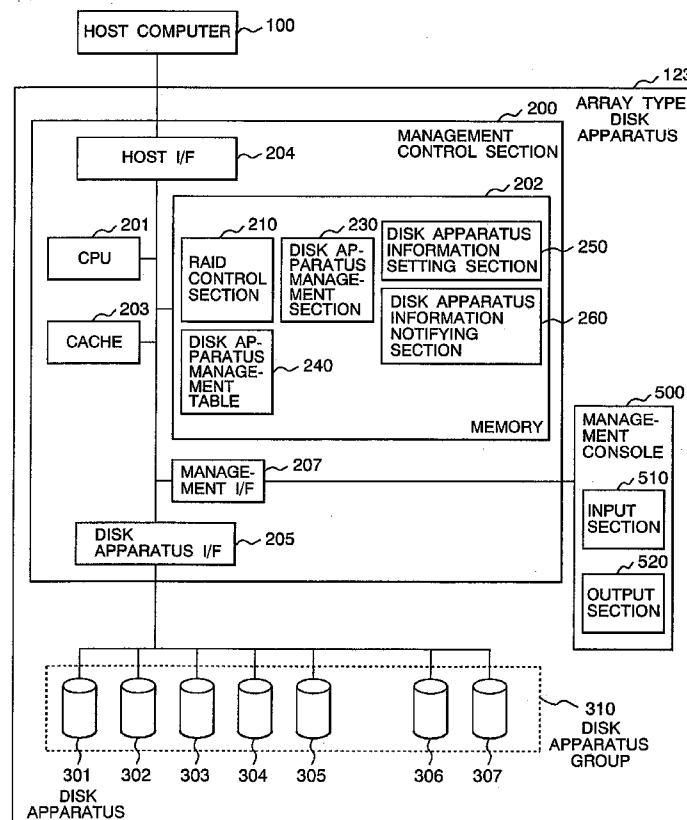 HOST COMPUTER
100
123
ARRAY TYPE
DISK
APPARATUS
200
MANAGEMENT
CONTROL SECTION
HOST I/F
204
202
201
CPU
203
CACHE
210
RAID
CONTROL
SECTION
230
DISK AP-
PARATUS
MANAGE-
MENT
SECTION
DISK APPARATUS
INFORMATION
SETTING SECTION
250
DISK APPARATUS
INFORMATION
NOTIFYING
SECTION
260
DISK AP-
PARATUS
MANAGE-
MENT
TABLE
240
MEMORY
500
MANAGE-
MENT
CONSOLE
510
INPUT
SECTION
520
OUTPUT
SECTION
MANAGE-
MENT I/F
207
DISK
APPARATUS I/F
205
310
DISK
APPARATUS
GROUP
301
302
303
304
305
306
307
DISK
APPARATUS